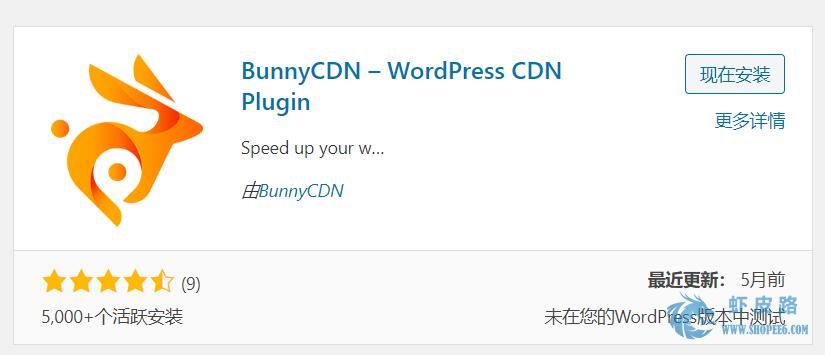 BunnyCDN – WordPress CDN
Plugin
现在安装
更多详情
Speed up your w...
由BunnyCDN
(9)
最近更新： 5月前
5,000+个活跃安装
未在您的WordPress版本中测试
虾皮路
WWW.SHOPEE6.COM